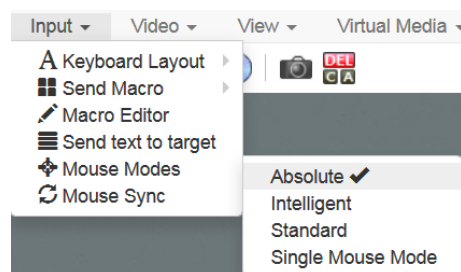 Input Video View Virtual Media
A Keyboard Layout
DEL
C A
Send Macro
Macro Editor
Send text to target
Mouse Modes
Absolute
Mouse Sync
Intelligent
Standard
Single Mouse Mode